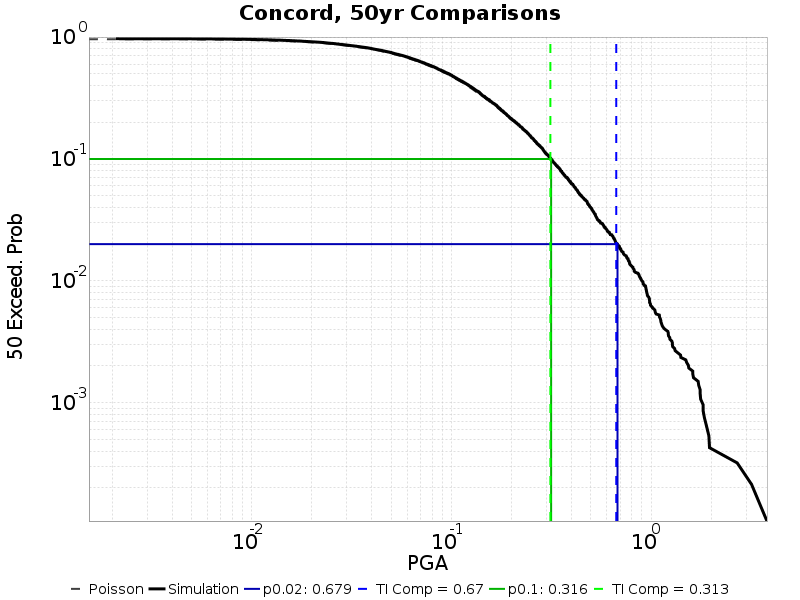 Concord, 50yr Comparisons
50 Exceed. Prob
10^0
10^-1
10^-2
10^-3
10^-2 10^-1 10^0
PGA
Poisson Simulation p0.02: 0.679 TI Comp = 0.67 p0.1: 0.316 TI Comp = 0.313